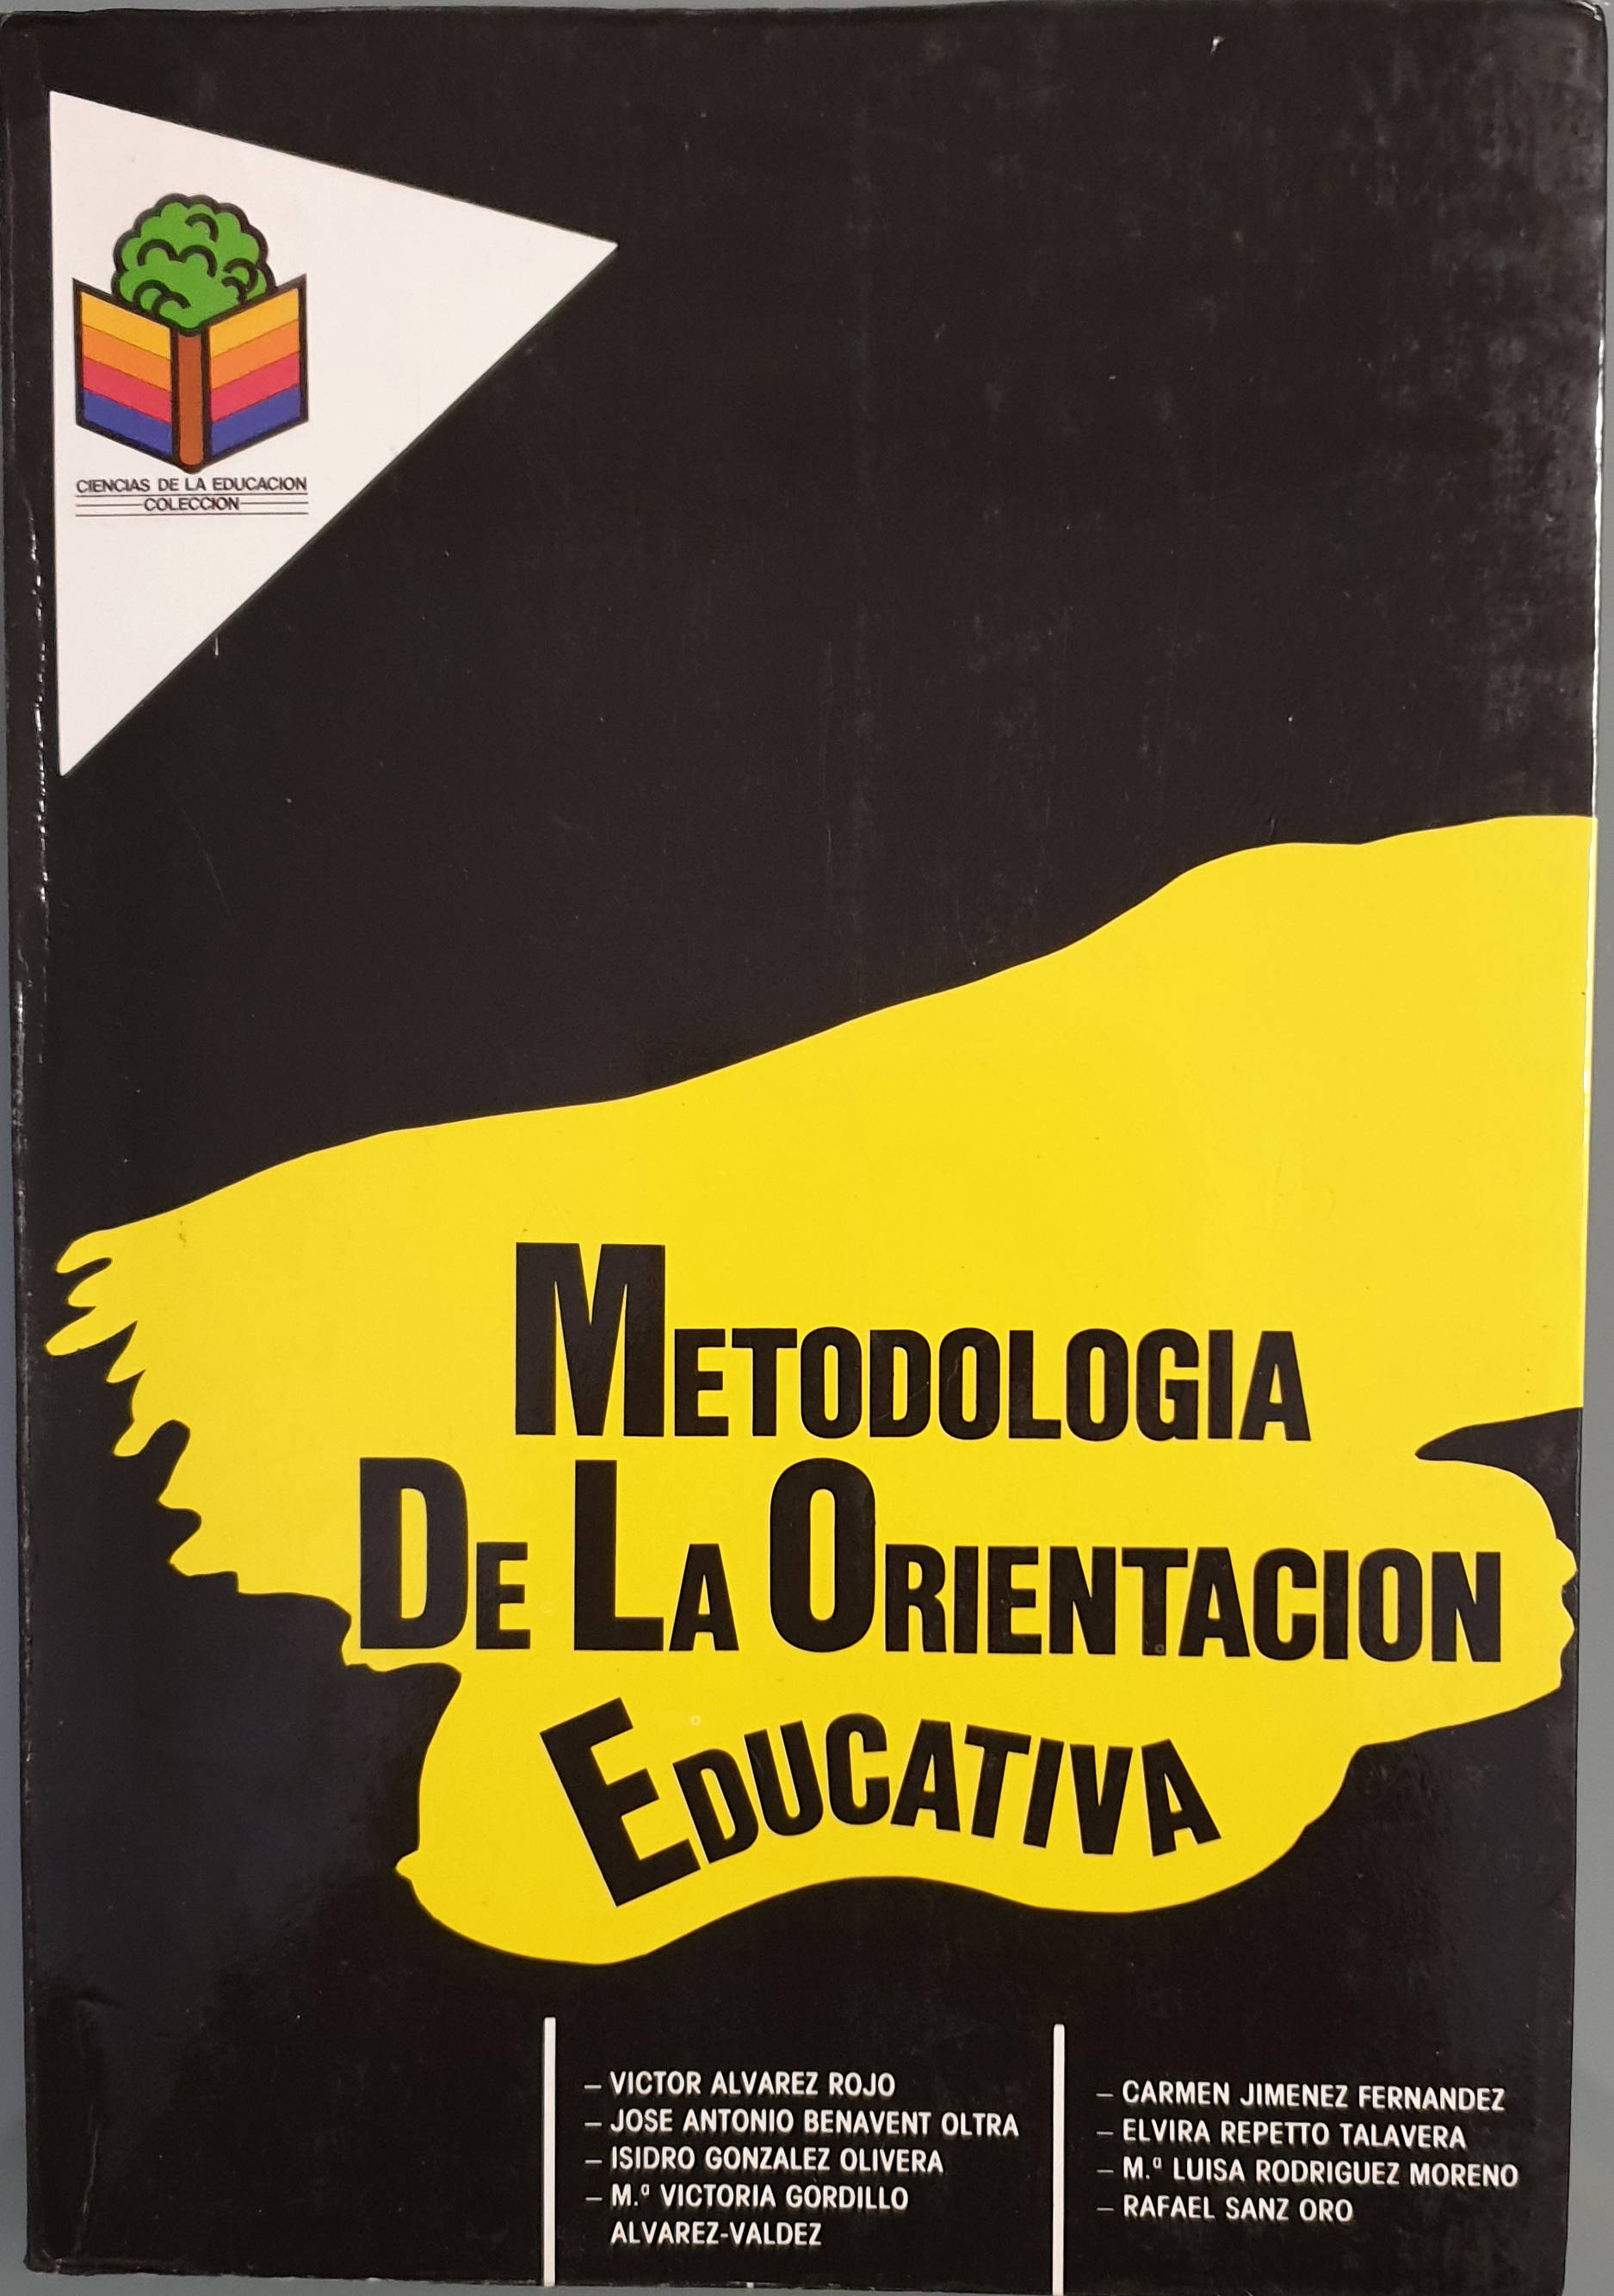 CIENCIAS DE LA EDUCACION
COLECCION
METODOLOGIA
DE LA ORIENTACION
EDUCATIVA
– VICTOR ALVAREZ ROJO
– JOSE ANTONIO BENAVENT OLTRA
– ISIDRO GONZALEZ OLIVERA
– M.ª VICTORIA GORDILLO
ALVAREZ-VALDEZ
– CARMEN JIMENEZ FERNANDEZ
– ELVIRA REPETTO TALAVERA
– M.ª LUISA RODRIGUEZ MORENO
– RAFAEL SANZ ORO